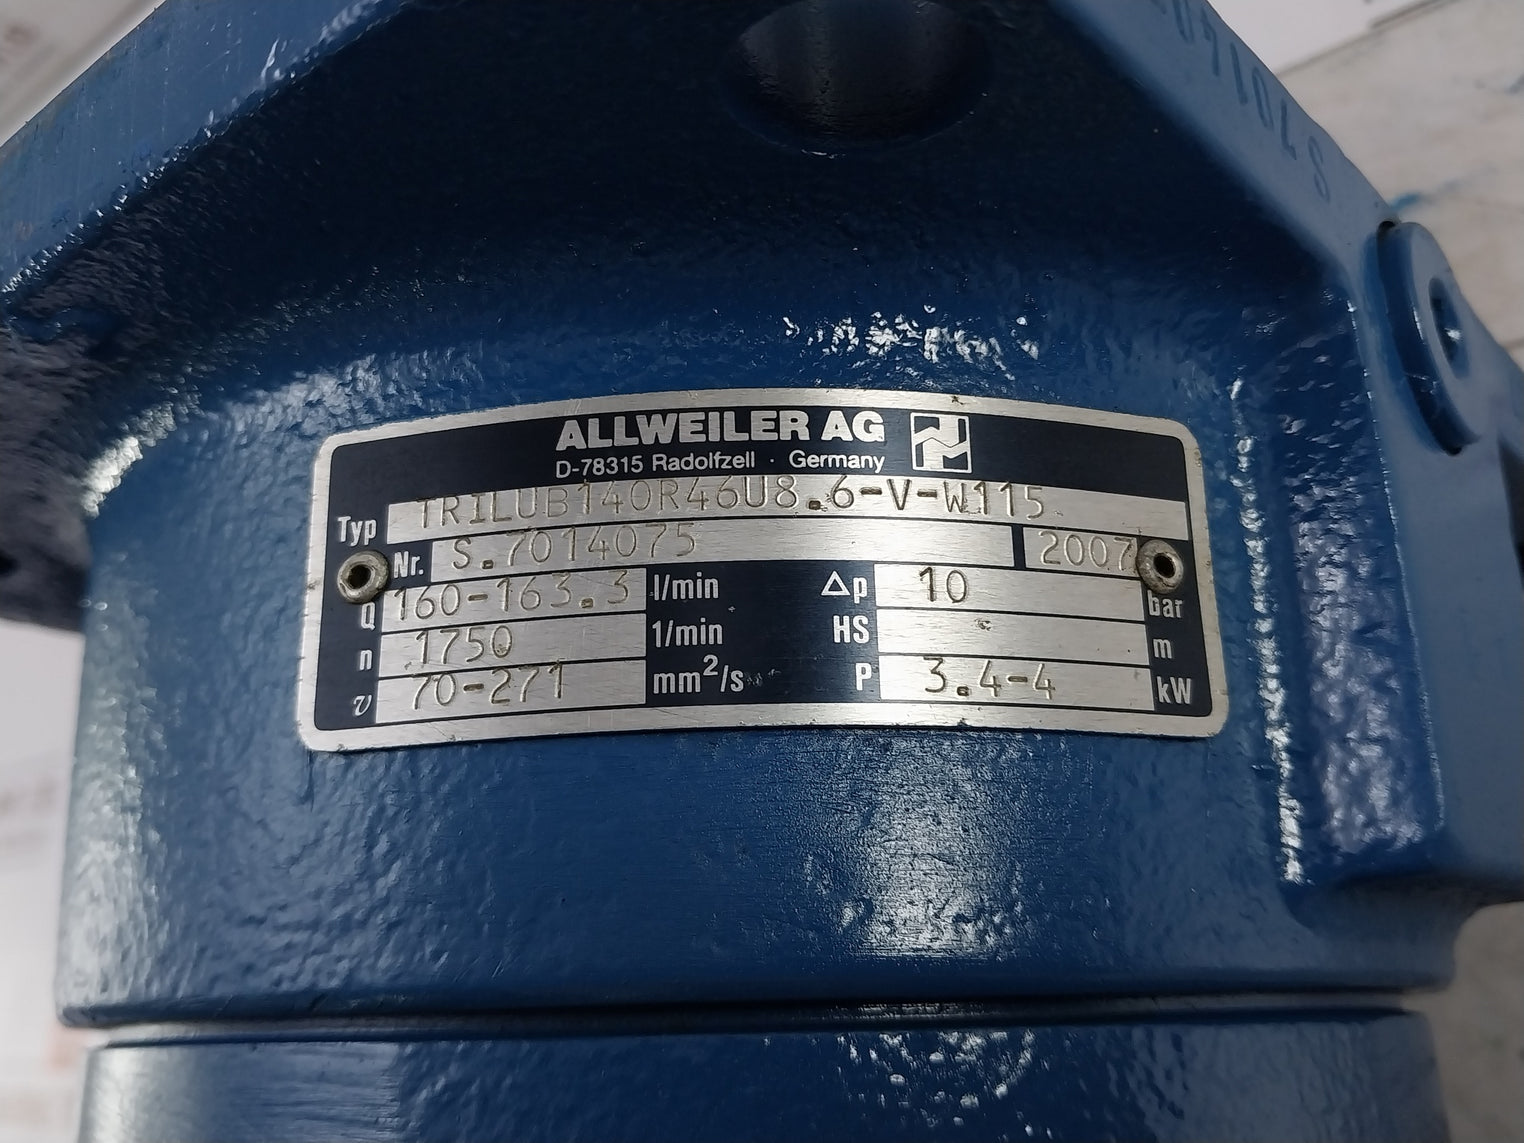 ALLWEILER AG
D-78315 Radolfzell · Germany
Typ TRILUB140R46U8.6-V-W115
Nr. S.7014075 2007
Q 160-163.3 l/min Δp 10 bar
n 1750 1/min HS m
ν 70-271 mm²/s P 3.4-4 kW